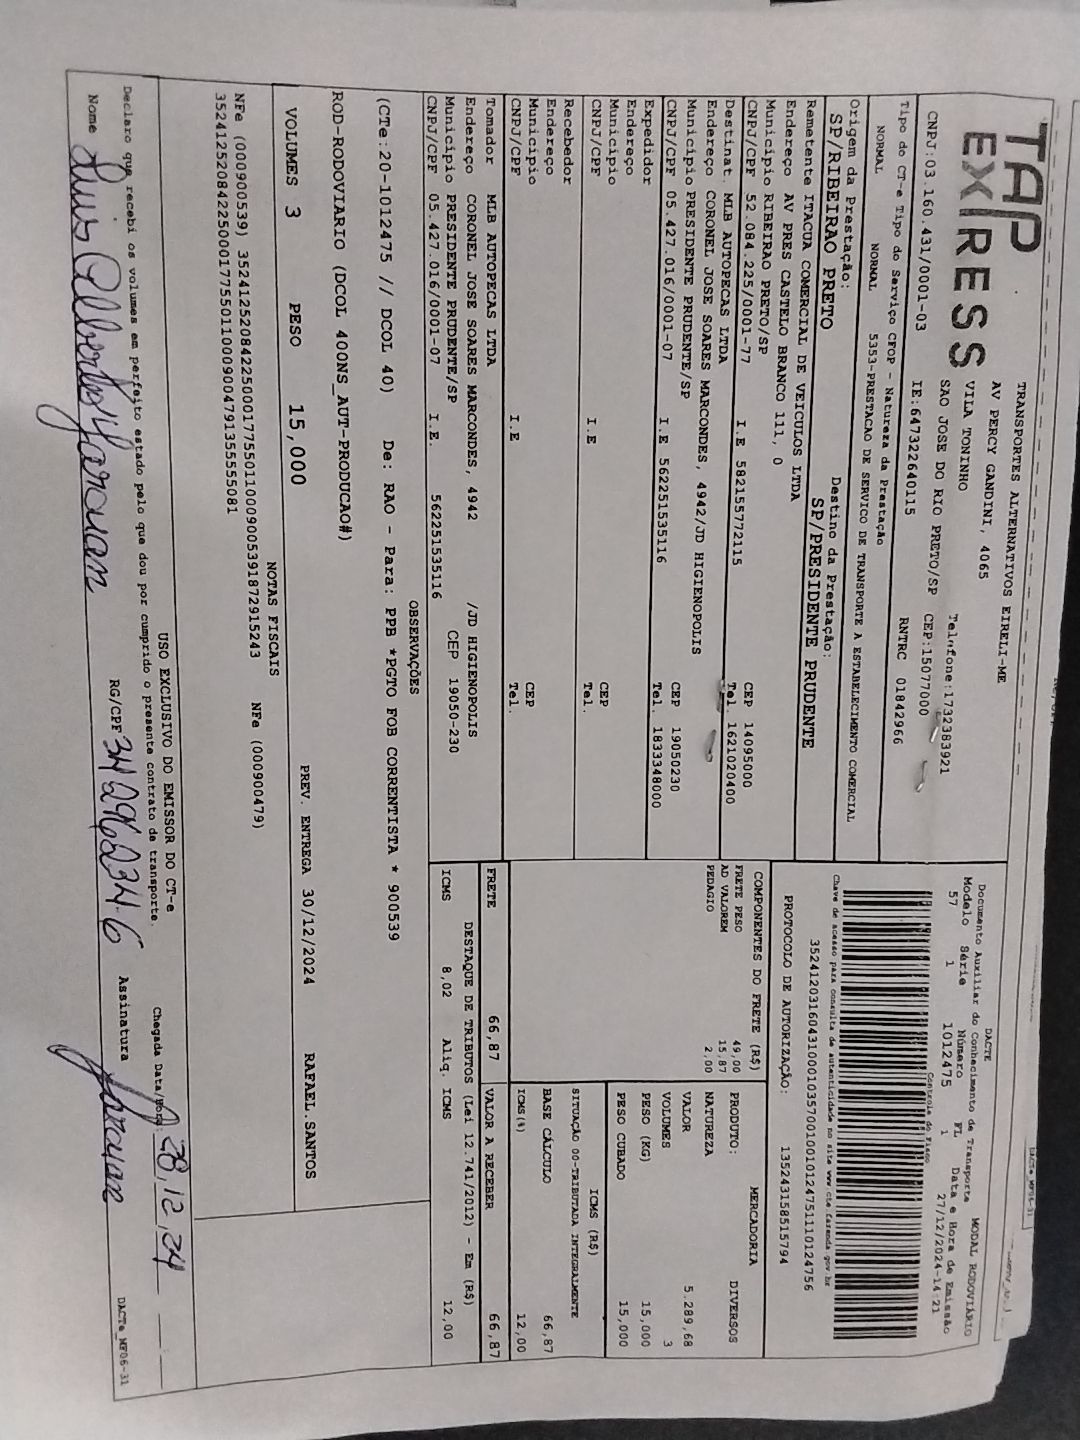 TAP
EXPRESS
TRANSPORTES ALTERNATIVOS EIRELI-ME
AV PERCY GANDINI, 4065
VILA TONINHO
SAO JOSE DO RIO PRETO/SP CEP:15077000
Telefone:1732383921
CNPJ:03.160.431/0001-03 IE:647322640115 RNTRC 01842966
Tipo do CT-e Tipo do Serviço CFOP - Natureza da Prestação
NORMAL NORMAL 5353-PRESTACAO DE SERVICO DE TRANSPORTE A ESTABELECIMENTO COMERCIAL
Origem da Prestação: Destino da Prestação:
SP/RIBEIRAO PRETO SP/PRESIDENTE PRUDENTE
Remetente ITACUA COMERCIAL DE VEICULOS LTDA
Endereço AV PRES CASTELO BRANCO 111, 0
Município RIBEIRAO PRETO/SP CEP 14095000
CNPJ/CPF 52.084.225/0001-77 I.E 582155772115 Tel. 1621020400
Destinat. MLB AUTOPECAS LTDA
Endereço CORONEL JOSE SOARES MARCONDES, 4942/JD HIGIENOPOLIS
Município PRESIDENTE PRUDENTE/SP CEP 19050230
CNPJ/CPF 05.427.016/0001-07 I.E 562251535116 Tel. 1833348000
Expedidor
Endereço
Município CEP
CNPJ/CPF I.E Tel.
Recebedor
Endereço
Município CEP
CNPJ/CPF I.E Tel.
Tomador MLB AUTOPECAS LTDA
Endereço CORONEL JOSE SOARES MARCONDES, 4942 /JD HIGIENOPOLIS
Município PRESIDENTE PRUDENTE/SP CEP 19050-230
CNPJ/CPF 05.427.016/0001-07 I.E. 562251535116
DACTE
Documento Auxiliar do Conhecimento de Transporte MODAL RODOVIÁRIO
Modelo Série Número FL Data e Hora de Emissão
57 1 1012475 1 27/12/2024-14:21
Controle do Fisco
Chave de acesso para consulta de autenticidade no site www.cte.fazenda.gov.br
35241203160431000103570010010124751110124756
PROTOCOLO DE AUTORIZAÇÃO: 135243158515794
COMPONENTES DO FRETE (R$)
FRETE PESO 49,00
AD VALOREM 15,87
PEDAGIO 2,00
MERCADORIA
PRODUTO: DIVERSOS
NATUREZA
VALOR 5.289,68
VOLUMES 3
PESO (KG) 15,000
PESO CUBADO 15,000
ICMS (R$)
SITUAÇÃO 00-TRIBUTADA INTEGRALMENTE
BASE CÁLCULO 66,87
ICMS(%) 12,00
FRETE 66,87 VALOR A RECEBER 66,87
DESTAQUE DE TRIBUTOS (Lei 12.741/2012) - Em (R$)
ICMS 8,02 Aliq. ICMS 12,00
OBSERVAÇÕES
(CTe:20-1012475 // DCOL 40) De: RAO - Para: PPB *PGTO FOB CORRENTISTA * 900539
ROD-RODOVIARIO (DCOL 400NS_AUT-PRODUCAO#)
VOLUMES 3 PESO 15,000 PREV. ENTREGA 30/12/2024 RAFAEL.SANTOS
NOTAS FISCAIS
NFe (000900539) 35241252084225000177550110009005391872915243 NFe (000900479)
35241252084225000177550110009004791355555081
USO EXCLUSIVO DO EMISSOR DO CT-e
Declaro que recebi os volumes em perfeito estado pelo que dou por cumprido o presente contrato de transporte. Chegada Data/Hora: 28,12,24
Nome Luis Alberto RG/CPF 34296234-6 Assinatura
DACTe MF06-31